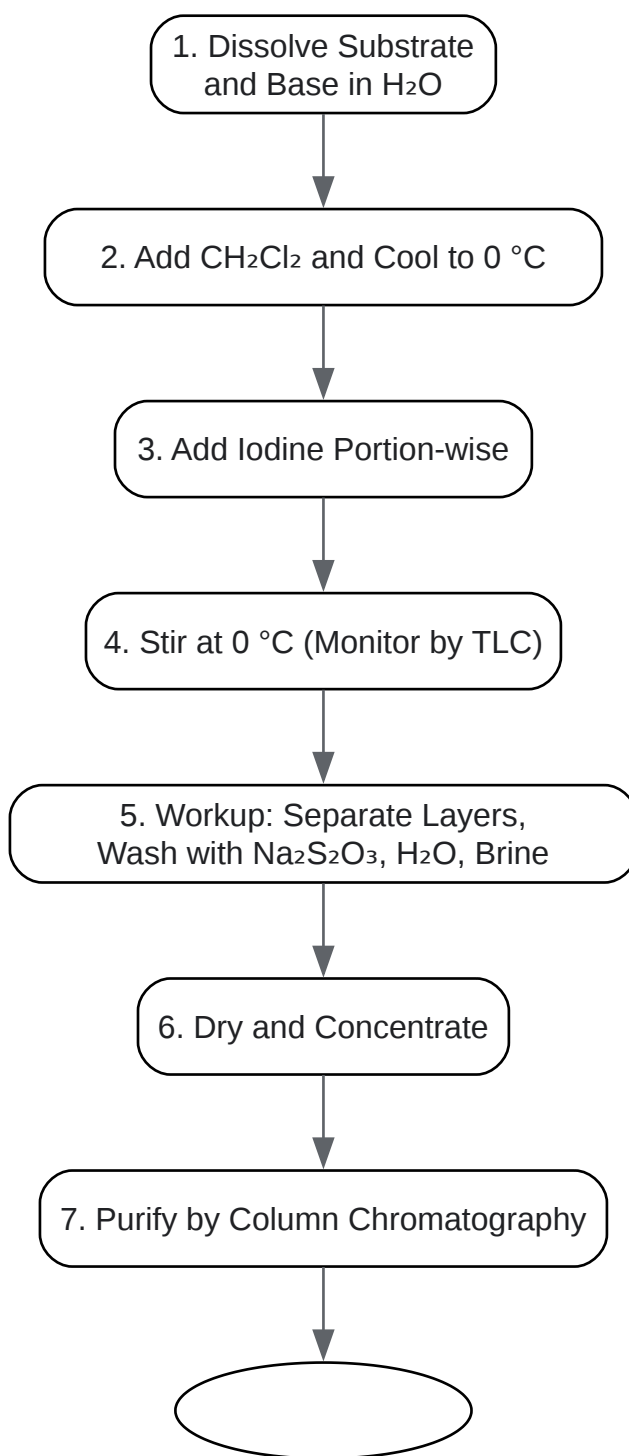 1. Dissolve Substrate
and Base in H₂O
2. Add CH₂Cl₂ and Cool to 0 °C
3. Add Iodine Portion-wise
4. Stir at 0 °C (Monitor by TLC)
5. Workup: Separate Layers,
Wash with Na₂S₂O₃, H₂O, Brine
6. Dry and Concentrate
7. Purify by Column Chromatography